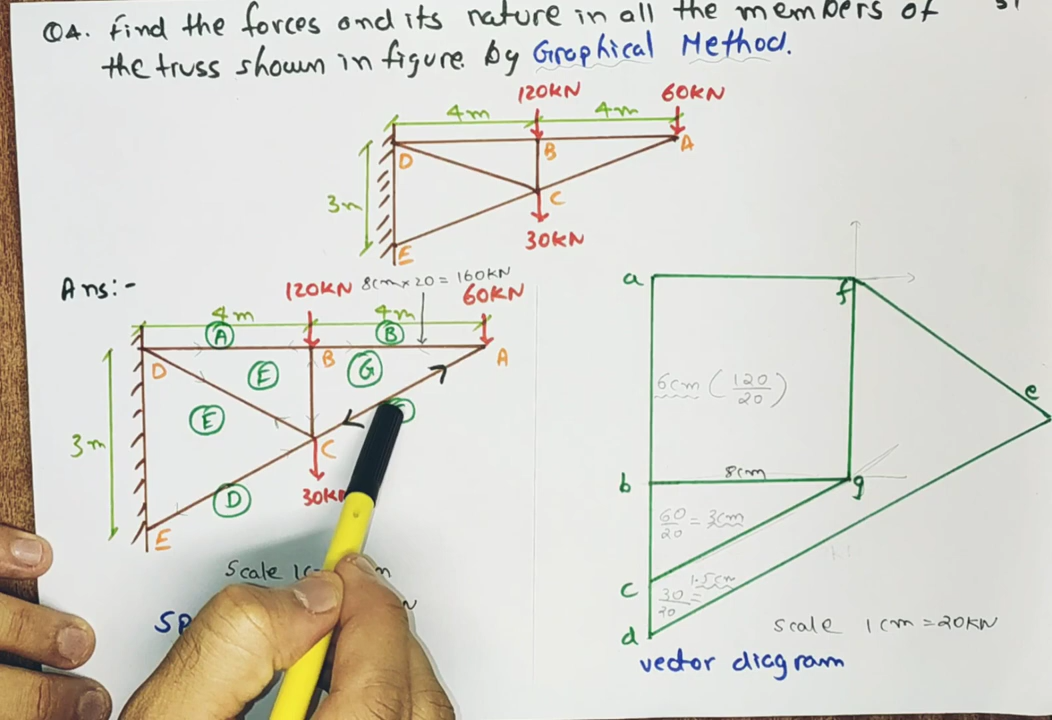 Q4. Find the forces and its nature in all the members of
the truss shown in figure by Graphical Method.
120KN 60KN
4m 4m
D B A
3m
C
E 30KN
Ans:-
8cm×20 = 160KN
120KN 60KN
4m 4m
A B
D B A
E G
E
3m
C
D 30KN
E
Scale 1c
a f
6cm (120/20)
e
b 8cm g
60/20 = 3cm
c 1.5cm
30/20 =
d
Scale 1cm = 20KN
vector diagram